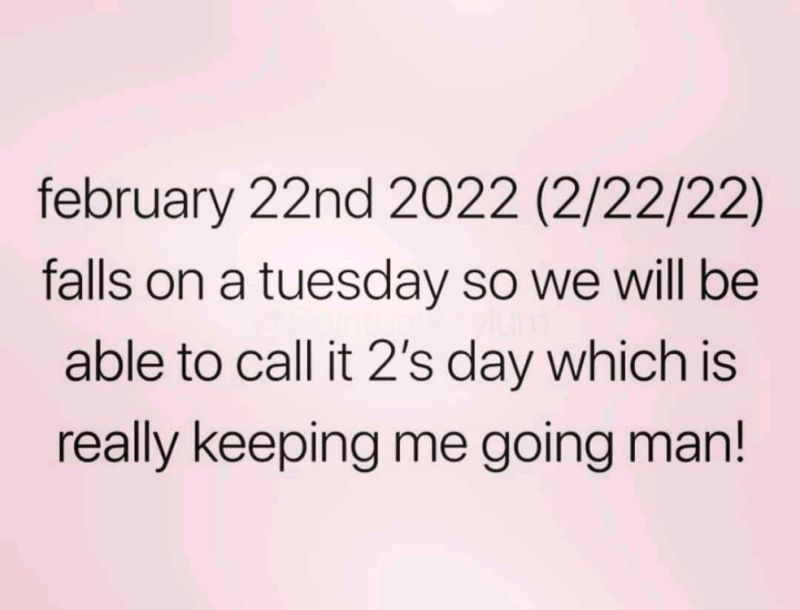 february 22nd 2022 (2/22/22)
falls on a tuesday so we will be
able to call it 2's day which is
really keeping me going man!